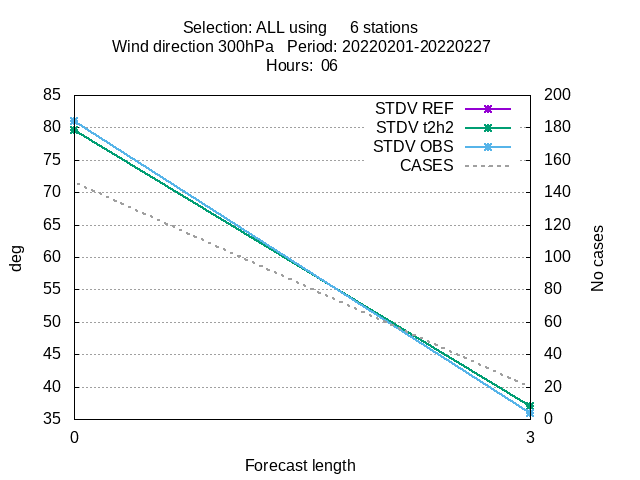 Selection: ALL using     6 stations
Wind direction 300hPa   Period: 20220201-20220227
Hours:  06
STDV REF
STDV t2h2
STDV OBS
CASES
85
80
75
70
65
60
55
50
45
40
35
deg
200
180
160
140
120
100
80
60
40
20
0
No cases
0
3
Forecast length